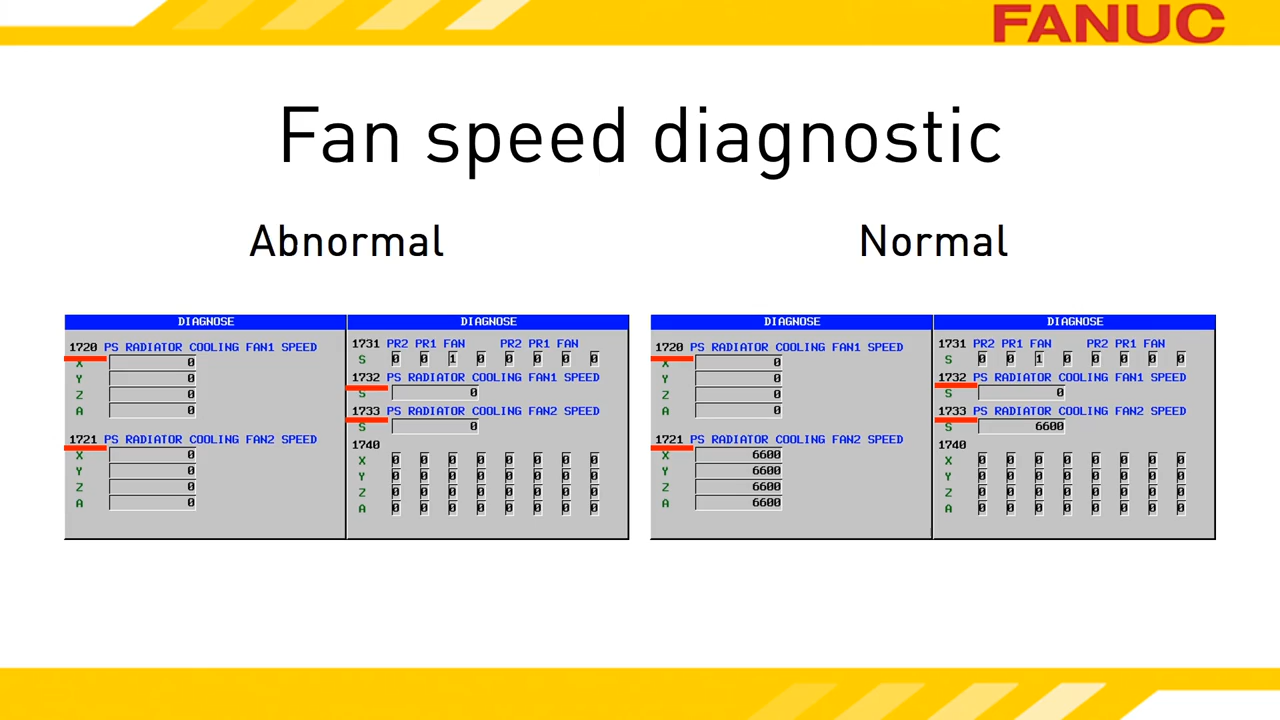 FANUC
Fan speed diagnostic
Abnormal
DIAGNOSE
1720 PS RADIATOR COOLING FAN1 SPEED
X 0
Y 0
Z 0
A 0
1721 PS RADIATOR COOLING FAN2 SPEED
X 0
Y 0
Z 0
A 0
DIAGNOSE
1731 PR2 PR1 FAN PR2 PR1 FAN
S 0 0 1 0 0 0 0 0
1732 PS RADIATOR COOLING FAN1 SPEED
S 0
1733 PS RADIATOR COOLING FAN2 SPEED
S 0
1740
X 0 0 0 0 0 0 0 0
Y 0 0 0 0 0 0 0 0
Z 0 0 0 0 0 0 0 0
A 0 0 0 0 0 0 0 0
Normal
DIAGNOSE
1720 PS RADIATOR COOLING FAN1 SPEED
X 0
Y 0
Z 0
A 0
1721 PS RADIATOR COOLING FAN2 SPEED
X 6600
Y 6600
Z 6600
A 6600
DIAGNOSE
1731 PR2 PR1 FAN PR2 PR1 FAN
S 0 0 1 0 0 0 0 0
1732 PS RADIATOR COOLING FAN1 SPEED
S 0
1733 PS RADIATOR COOLING FAN2 SPEED
S 6600
1740
X 0 0 0 0 0 0 0 0
Y 0 0 0 0 0 0 0 0
Z 0 0 0 0 0 0 0 0
A 0 0 0 0 0 0 0 0